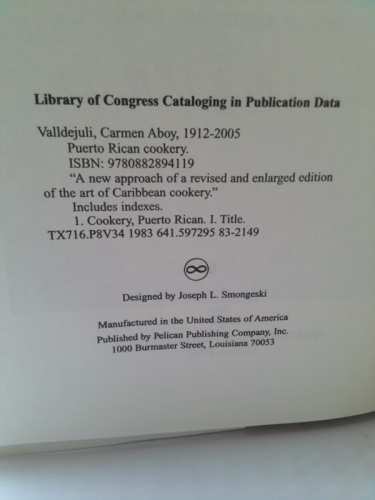 Library of Congress Cataloging in Publication Data
Valldejuli, Carmen Aboy, 1912-2005
Puerto Rican cookery.
ISBN: 9780882894119
“A new approach of a revised and enlarged edition
of the art of Caribbean cookery.”
Includes indexes.
1. Cookery, Puerto Rican. I. Title.
TX716.P8V34 1983 641.597295 83-2149
Designed by Joseph L. Smongeski
Manufactured in the United States of America
Published by Pelican Publishing Company, Inc.
1000 Burmaster Street, Louisiana 70053